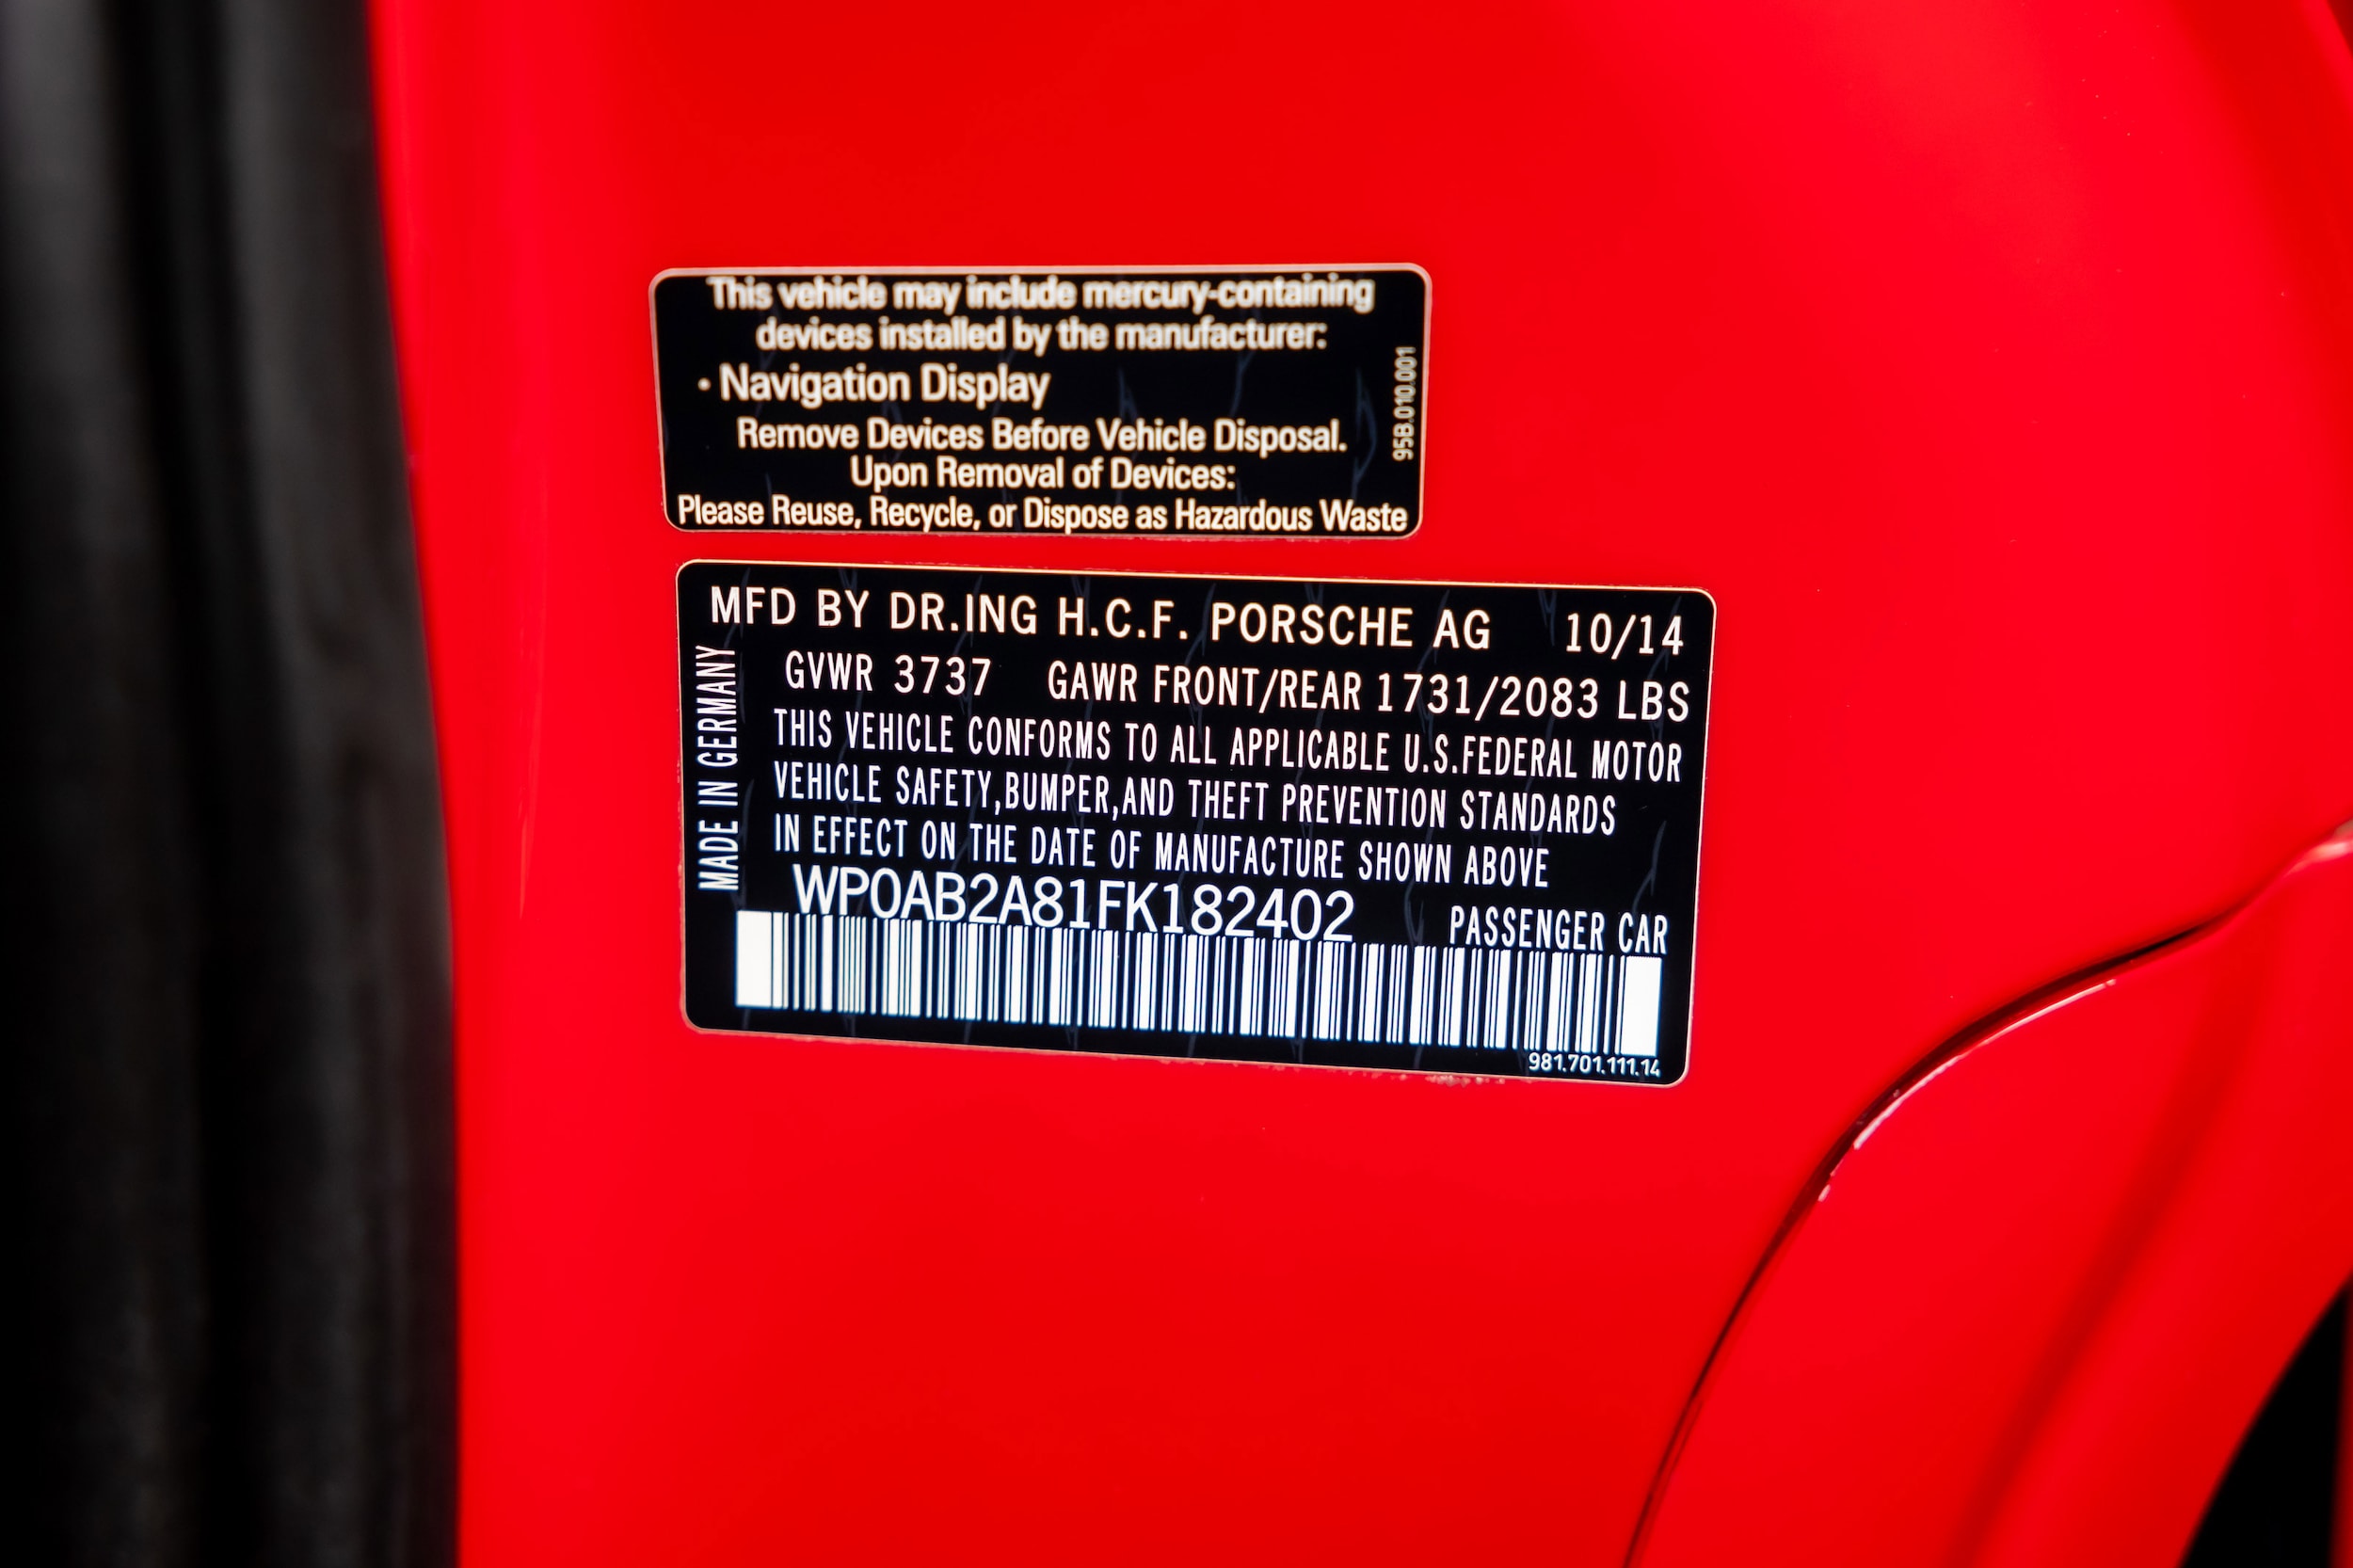 This vehicle may include mercury-containing
devices installed by the manufacturer:
• Navigation Display
Remove Devices Before Vehicle Disposal.
Upon Removal of Devices:
Please Reuse, Recycle, or Dispose as Hazardous Waste
95B.010.001
MFD BY DR.ING H.C.F. PORSCHE AG 10/14
GVWR 3737 GAWR FRONT/REAR 1731/2083 LBS
THIS VEHICLE CONFORMS TO ALL APPLICABLE U.S.FEDERAL MOTOR
VEHICLE SAFETY,BUMPER,AND THEFT PREVENTION STANDARDS
IN EFFECT ON THE DATE OF MANUFACTURE SHOWN ABOVE
WP0AB2A81FK182402 PASSENGER CAR
MADE IN GERMANY
981.701.111.14